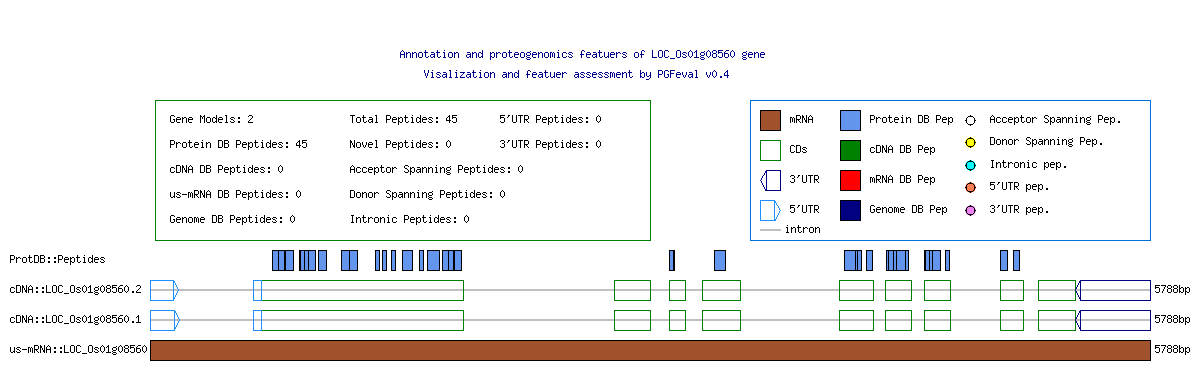 Annotation and proteogenomics featuers of LOC_Os01g08560 gene
Visalization and featuer assessment by PGFeval v0.4
Gene Models: 2 Total Peptides: 45 5'UTR Peptides: 0
Protein DB Peptides: 45 Novel Peptides: 0 3'UTR Peptides: 0
cDNA DB Peptides: 0 Acceptor Spanning Peptides: 0
us-mRNA DB Peptides: 0 Donor Spanning Peptides: 0
Genome DB Peptides: 0 Intronic Peptides: 0
mRNA Protein DB Pep Acceptor Spanning Pep.
CDs cDNA DB Pep Donor Spanning Pep.
3'UTR mRNA DB Pep Intronic pep.
5'UTR Genome DB Pep 5'UTR pep.
intron 3'UTR pep.
ProtDB::Peptides
cDNA::LOC_Os01g08560.2 5788bp
cDNA::LOC_Os01g08560.1 5788bp
us-mRNA::LOC_Os01g08560 5788bp